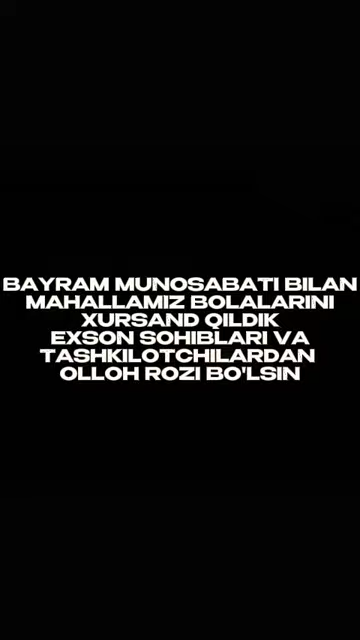 BAYRAM MUNOSABATI BILAN
MAHALLAMIZ BOLALARINI
XURSAND QILDIK
EXSON SOHIBLARI VA
TASHKILOTCHILARDAN
OLLOH ROZI BO'LSIN